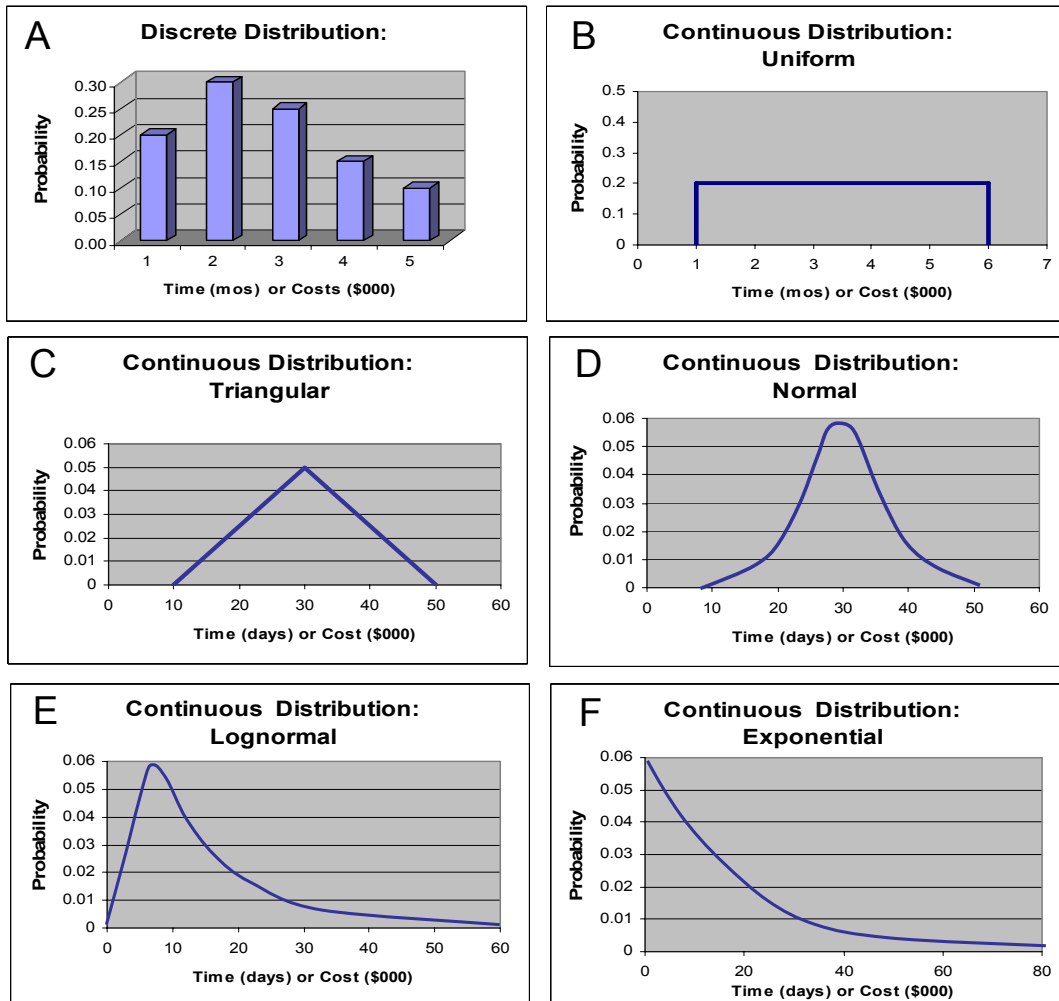 A
Discrete Distribution:
Probability
0.30
0.25
0.20
0.15
0.10
0.05
0.00
1 2 3 4 5
Time (mos) or Costs ($000)
B
Continuous Distribution:
Uniform
Probability
0.5
0.4
0.3
0.2
0.1
0
0 1 2 3 4 5 6 7
Time (mos) or Cost ($000)
C
Continuous Distribution:
Triangular
Probability
0.06
0.05
0.04
0.03
0.02
0.01
0
0 10 20 30 40 50 60
Time (days) or Cost ($000)
D
Continuous Distribution:
Normal
Probability
0.06
0.05
0.04
0.03
0.02
0.01
0
0 10 20 30 40 50 60
Time (days) or Cost ($000)
E
Continuous Distribution:
Lognormal
Probability
0.06
0.05
0.04
0.03
0.02
0.01
0
0 10 20 30 40 50 60
Time (days) or Cost ($000)
F
Continuous Distribution:
Exponential
Probability
0.06
0.05
0.04
0.03
0.02
0.01
0
0 20 40 60 80
Time (days) or Cost ($000)